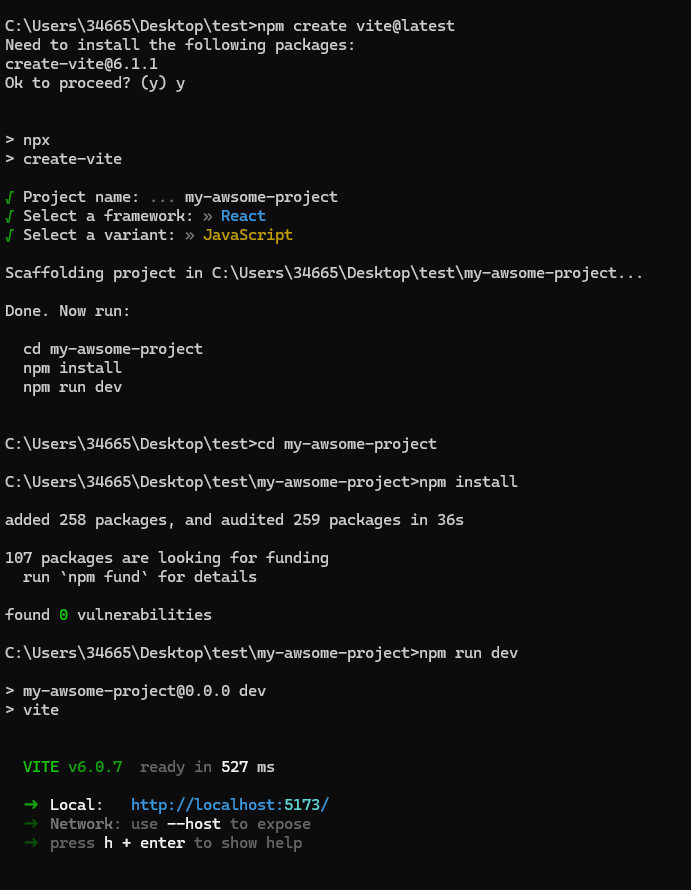 C:\Users\34665\Desktop\test>npm create vite@latest
Need to install the following packages:
create-vite@6.1.1
Ok to proceed? (y) y
> npx
> create-vite
√ Project name: ... my-awsome-project
√ Select a framework: » React
√ Select a variant: » JavaScript
Scaffolding project in C:\Users\34665\Desktop\test\my-awsome-project...
Done. Now run:
cd my-awsome-project
npm install
npm run dev
C:\Users\34665\Desktop\test>cd my-awsome-project
C:\Users\34665\Desktop\test\my-awsome-project>npm install
added 258 packages, and audited 259 packages in 36s
107 packages are looking for funding
run `npm fund` for details
found 0 vulnerabilities
C:\Users\34665\Desktop\test\my-awsome-project>npm run dev
> my-awsome-project@0.0.0 dev
> vite
VITE v6.0.7 ready in 527 ms
➜ Local: http://localhost:5173/
➜ Network: use --host to expose
➜ press h + enter to show help